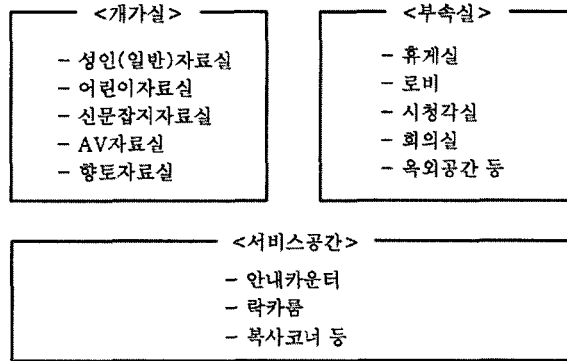 <개가실>
- 성인(일반)자료실
- 어린이자료실
- 신문잡지자료실
- AV자료실
- 향토자료실
<부속실>
- 휴게실
- 로비
- 시청각실
- 회의실
- 옥외공간 등
<서비스공간>
- 안내카운터
- 락카룸
- 복사코너 등